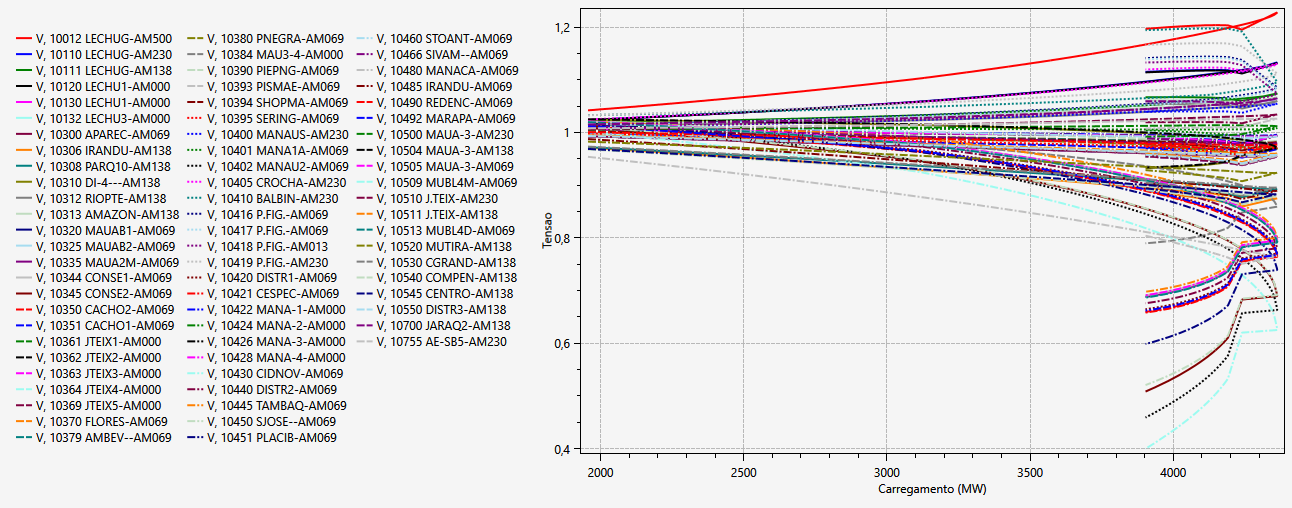 V, 10012 LECHUG-AM500
V, 10110 LECHUG-AM230
V, 10111 LECHUG-AM138
V, 10120 LECHU1-AM000
V, 10130 LECHU1-AM000
V, 10132 LECHU3-AM000
V, 10300 APAREC-AM069
V, 10306 IRANDU-AM138
V, 10308 PARQ10-AM138
V, 10310 DI-4---AM138
V, 10312 RIOPTE-AM138
V, 10313 AMAZON-AM138
V, 10320 MAUAB1-AM069
V, 10325 MAUAB2-AM069
V, 10335 MAUA2M-AM069
V, 10344 CONSE1-AM069
V, 10345 CONSE2-AM069
V, 10350 CACHO2-AM069
V, 10351 CACHO1-AM069
V, 10361 JTEIX1-AM000
V, 10362 JTEIX2-AM000
V, 10363 JTEIX3-AM000
V, 10364 JTEIX4-AM000
V, 10369 JTEIX5-AM000
V, 10370 FLORES-AM069
V, 10379 AMBEV--AM069
V, 10380 PNEGRA-AM069
V, 10384 MAU3-4-AM000
V, 10390 PIEPNG-AM069
V, 10393 PISMAE-AM069
V, 10394 SHOPMA-AM069
V, 10395 SERING-AM069
V, 10400 MANAUS-AM230
V, 10401 MANA1A-AM069
V, 10402 MANAU2-AM069
V, 10405 CROCHA-AM230
V, 10410 BALBIN-AM230
V, 10416 P.FIG.-AM069
V, 10417 P.FIG.-AM069
V, 10418 P.FIG-AM013
V, 10419 P.FIG.-AM230
V, 10420 DISTR1-AM069
V, 10421 CESPEC-AM069
V, 10422 MANA-1-AM000
V, 10424 MANA-2-AM000
V, 10426 MANA-3-AM000
V, 10428 MANA-4-AM000
V, 10430 CIDNOV-AM069
V, 10440 DISTR2-AM069
V, 10445 TAMBAQ-AM069
V, 10450 SJOSE--AM069
V, 10451 PLACIB-AM069
V, 10460 STOANT-AM069
V, 10466 SIVAM--AM069
V, 10480 MANACA-AM069
V, 10485 IRANDU-AM069
V, 10490 REDENC-AM069
V, 10492 MARAPA-AM069
V, 10500 MAUA-3-AM230
V, 10504 MAUA-3-AM138
V, 10505 MAUA-3-AM069
V, 10509 MUBL4M-AM069
V, 10510 J.TEIX-AM230
V, 10511 J.TEIX-AM138
V, 10513 MUBL4D-AM069
V, 10520 MUTIRA-AM138
V, 10530 CGRAND-AM138
V, 10540 COMPEN-AM138
V, 10545 CENTRO-AM138
V, 10550 DISTR3-AM138
V, 10700 JARAQ2-AM138
V, 10755 AE-SB5-AM230
Tensao
1,2
1
0,8
0,6
0,4
2000 2500 3000 3500 4000
Carregamento (MW)